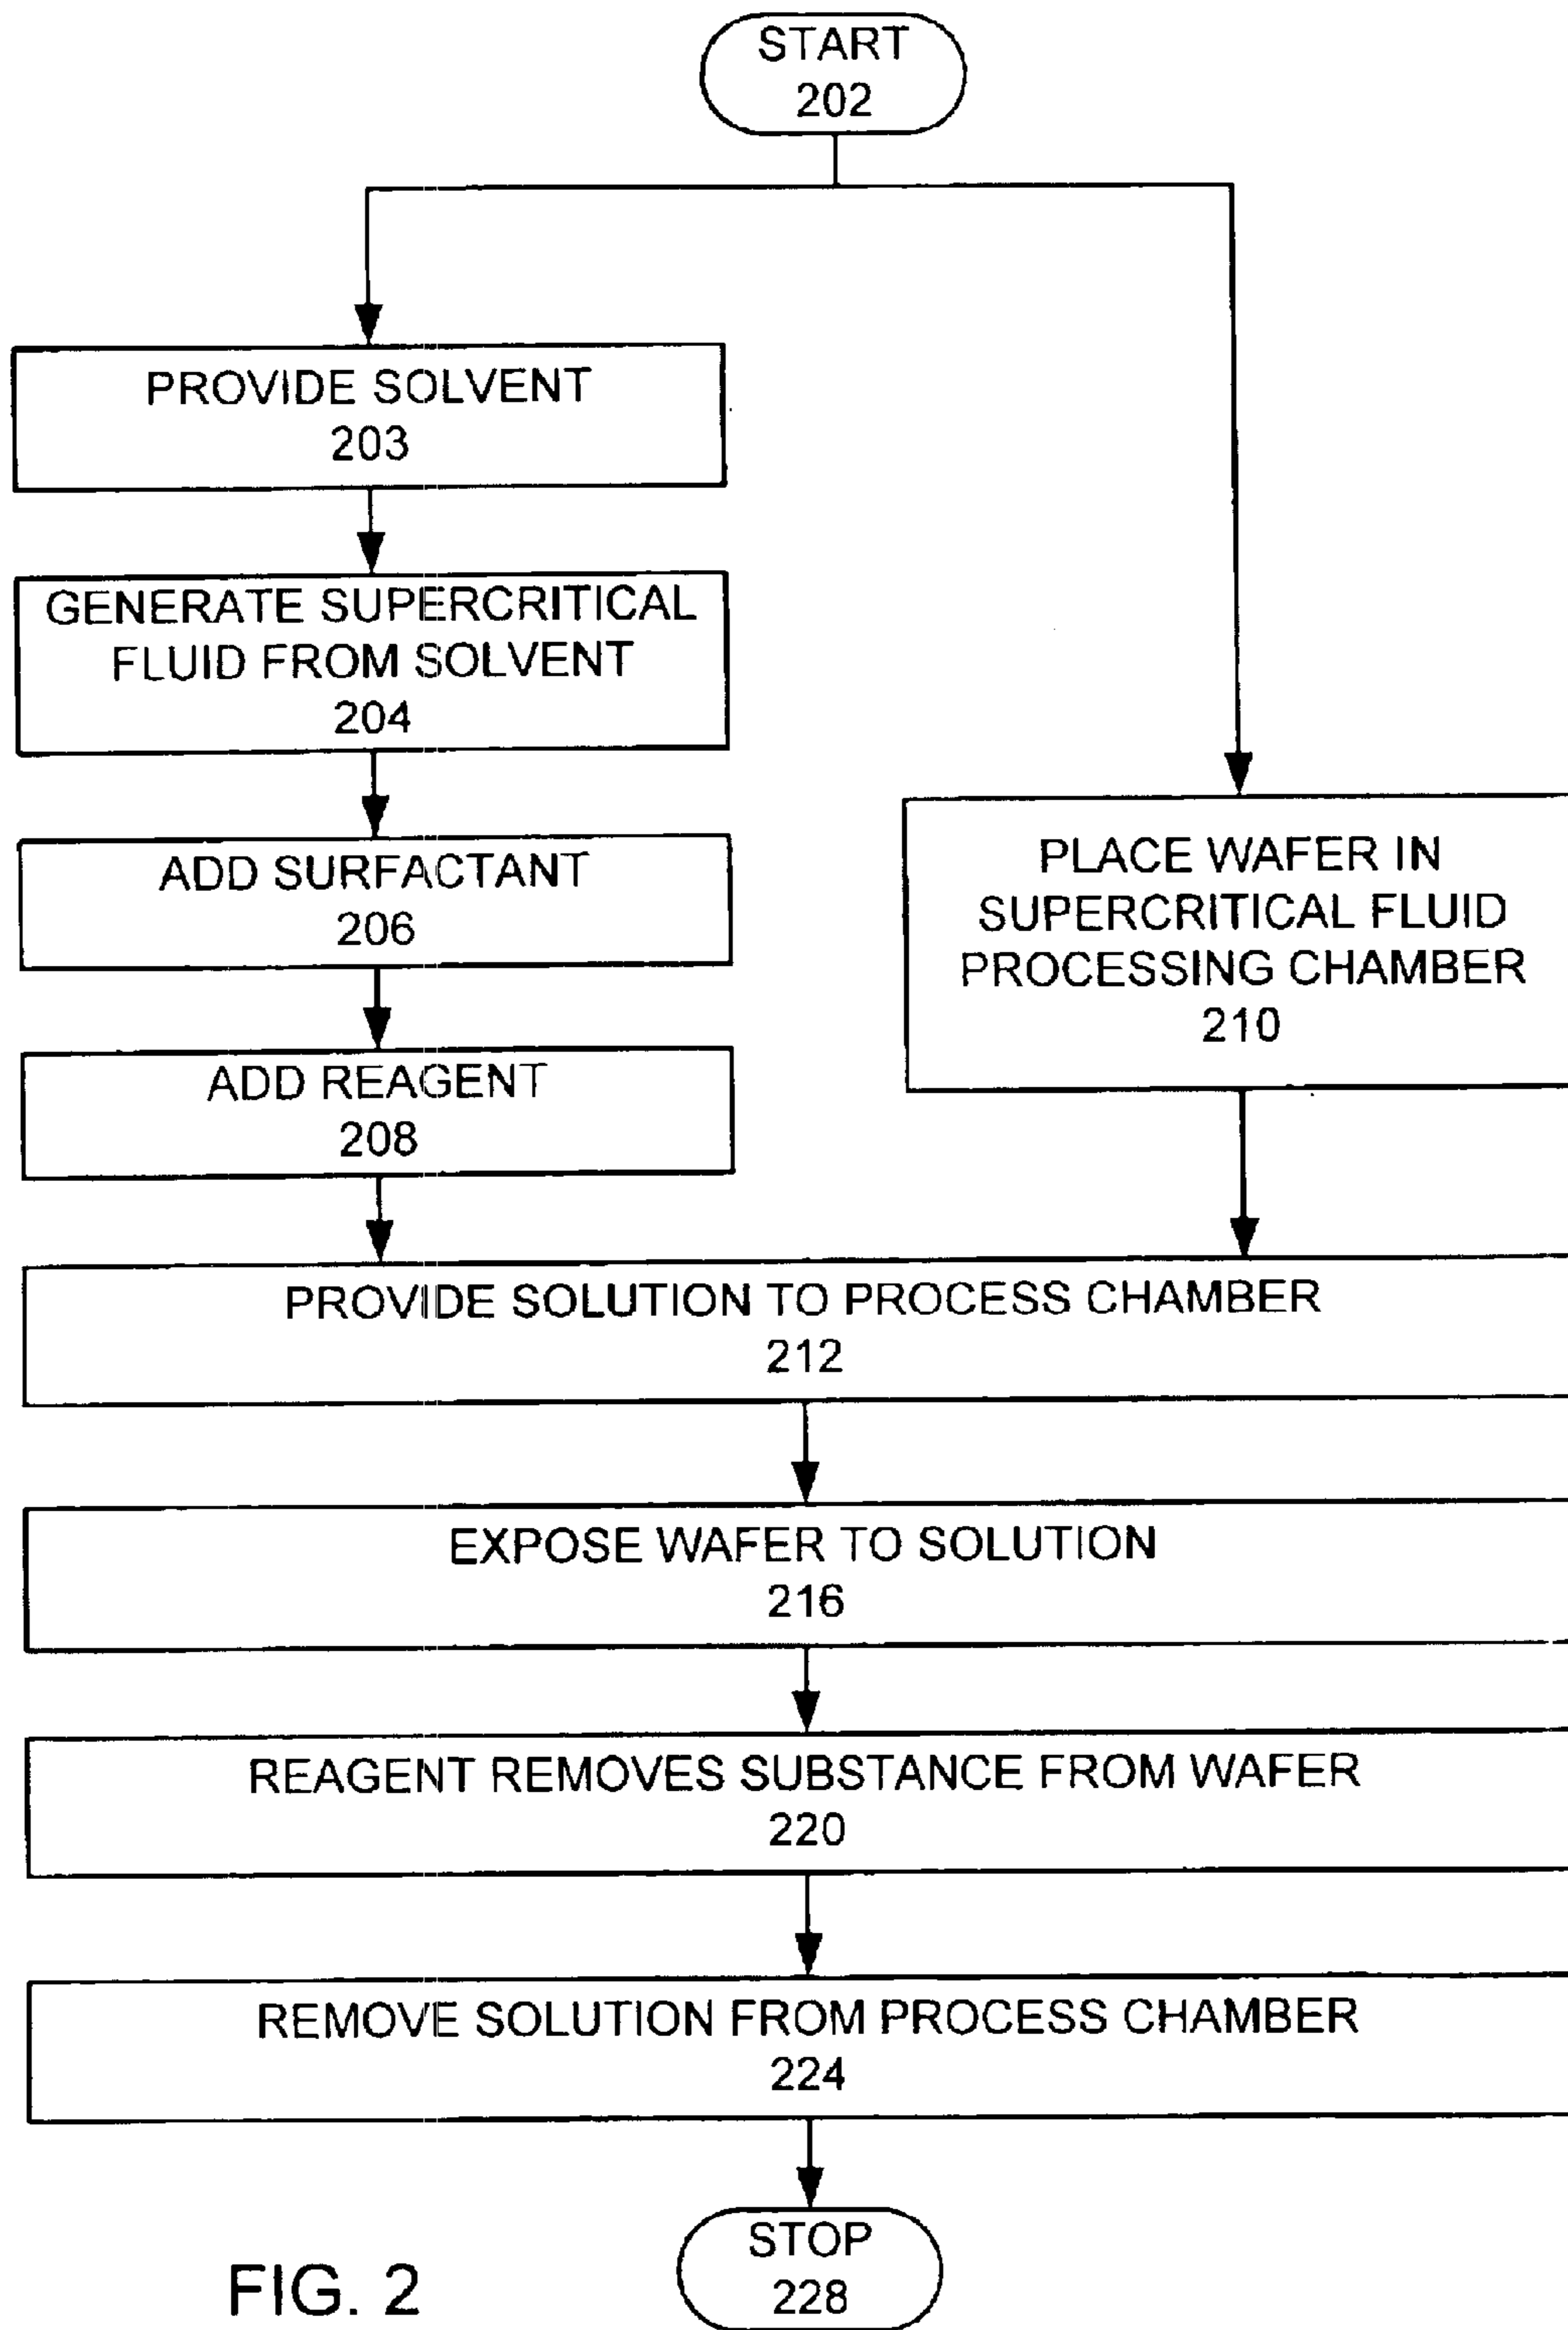 START
202
PROVIDE SOLVENT
203
GENERATE SUPERCRITICAL
FLUID FROM SOLVENT
204
ADD SURFACTANT
206
ADD REAGENT
208
PLACE WAFER IN
SUPERCRITICAL FLUID
PROCESSING CHAMBER
210
PROVIDE SOLUTION TO PROCESS CHAMBER
212
EXPOSE WAFER TO SOLUTION
216
REAGENT REMOVES SUBSTANCE FROM WAFER
220
REMOVE SOLUTION FROM PROCESS CHAMBER
224
STOP
228
FIG. 2